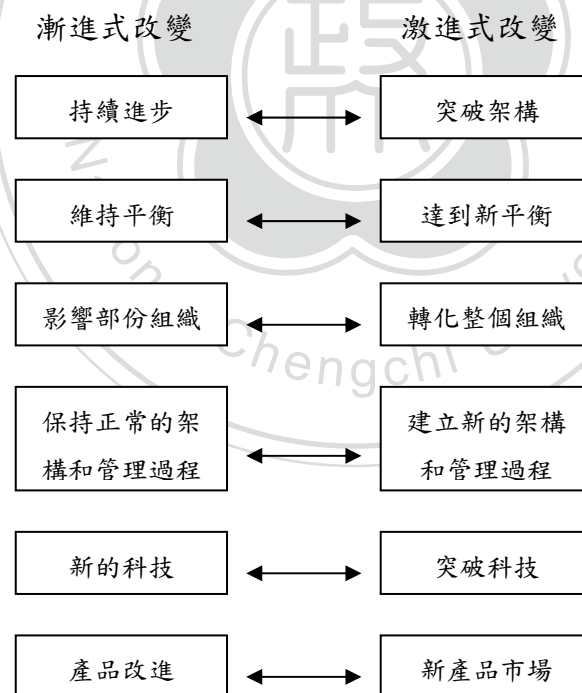 漸進式改變 激進式改變
持續進步 突破架構
維持平衡 達到新平衡
影響部份組織 轉化整個組織
保持正常的架 建立新的架構
構和管理過程 和管理過程
新的科技 突破科技
產品改進 新產品市場
Chengchi